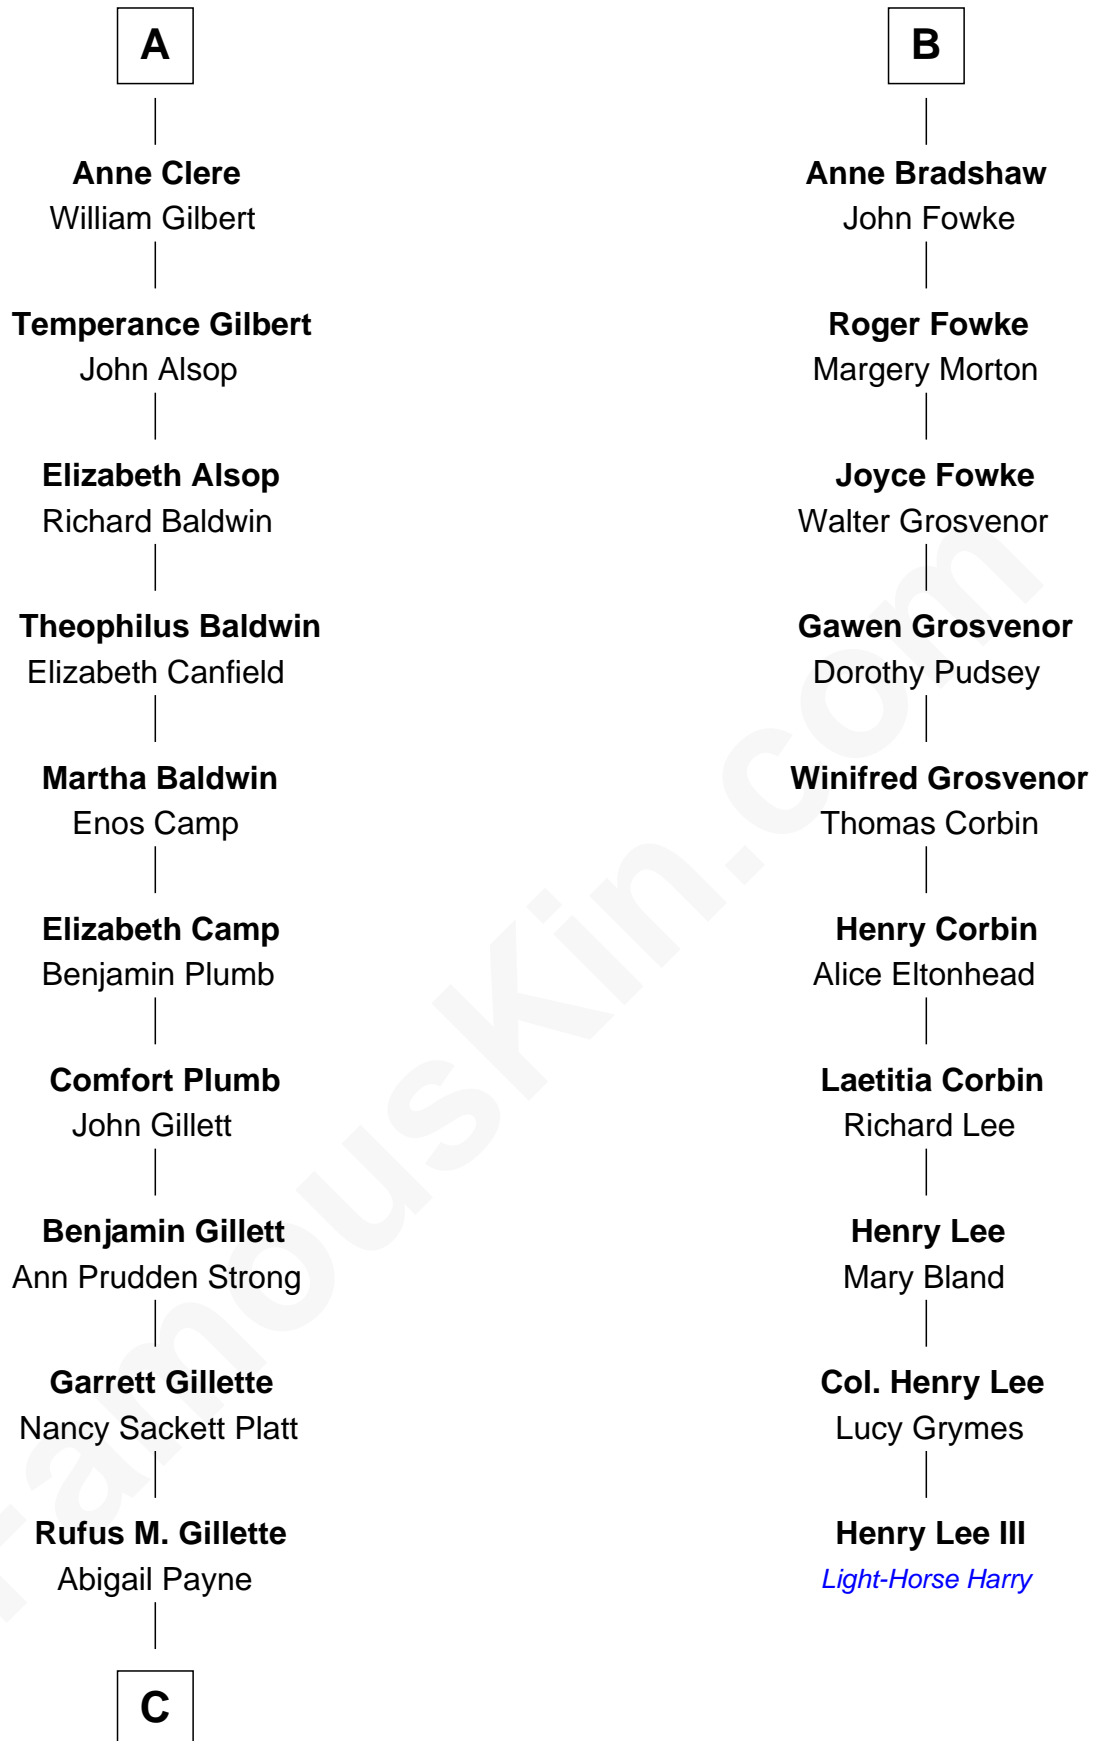 A
Anne Clere
William Gilbert
Temperance Gilbert
John Alsop
Elizabeth Alsop
Richard Baldwin
Theophilus Baldwin
Elizabeth Canfield
Martha Baldwin
Enos Camp
Elizabeth Camp
Benjamin Plumb
Comfort Plumb
John Gillett
Benjamin Gillett
Ann Prudden Strong
Garrett Gillette
Nancy Sackett Platt
Rufus M. Gillette
Abigail Payne
C
B
Anne Bradshaw
John Fowke
Roger Fowke
Margery Morton
Joyce Fowke
Walter Grosvenor
Gawen Grosvenor
Dorothy Pudsey
Winifred Grosvenor
Thomas Corbin
Henry Corbin
Alice Eltonhead
Laetitia Corbin
Richard Lee
Henry Lee
Mary Bland
Col. Henry Lee
Lucy Grymes
Henry Lee III
Light-Horse Harry
FamousKin.com